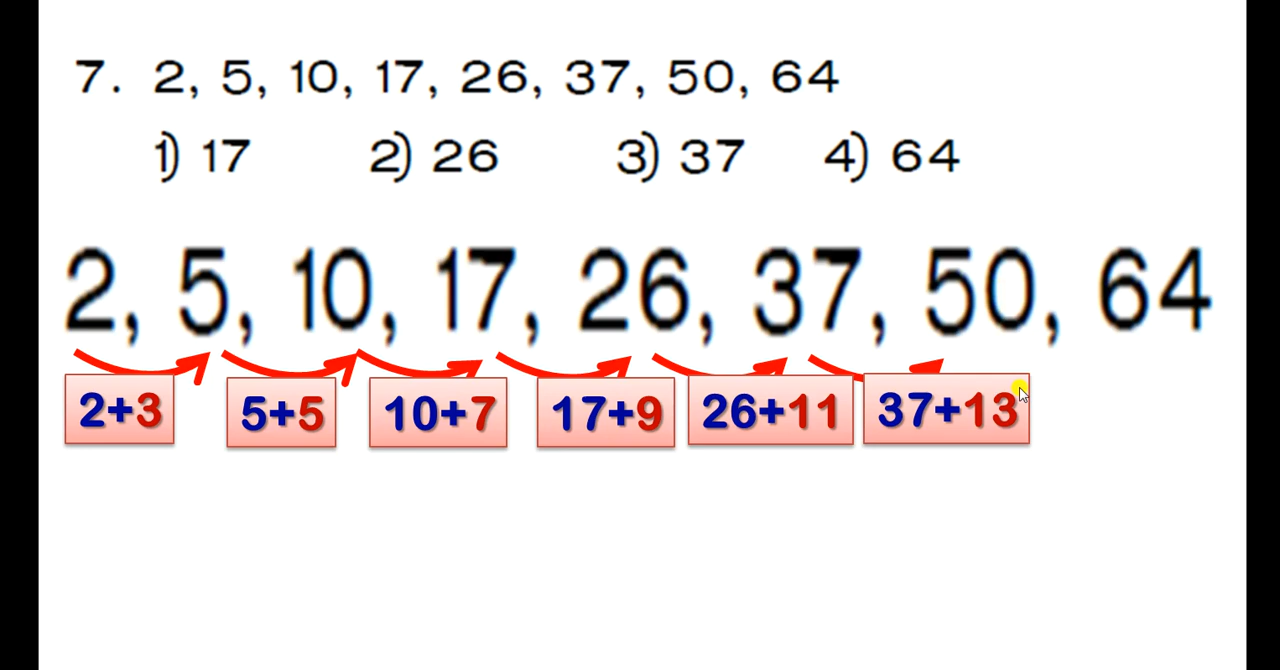 7. 2, 5, 10, 17, 26, 37, 50, 64
1) 17 2) 26 3) 37 4) 64
2, 5, 10, 17, 26, 37, 50, 64
2+3 5+5 10+7 17+9 26+11 37+13